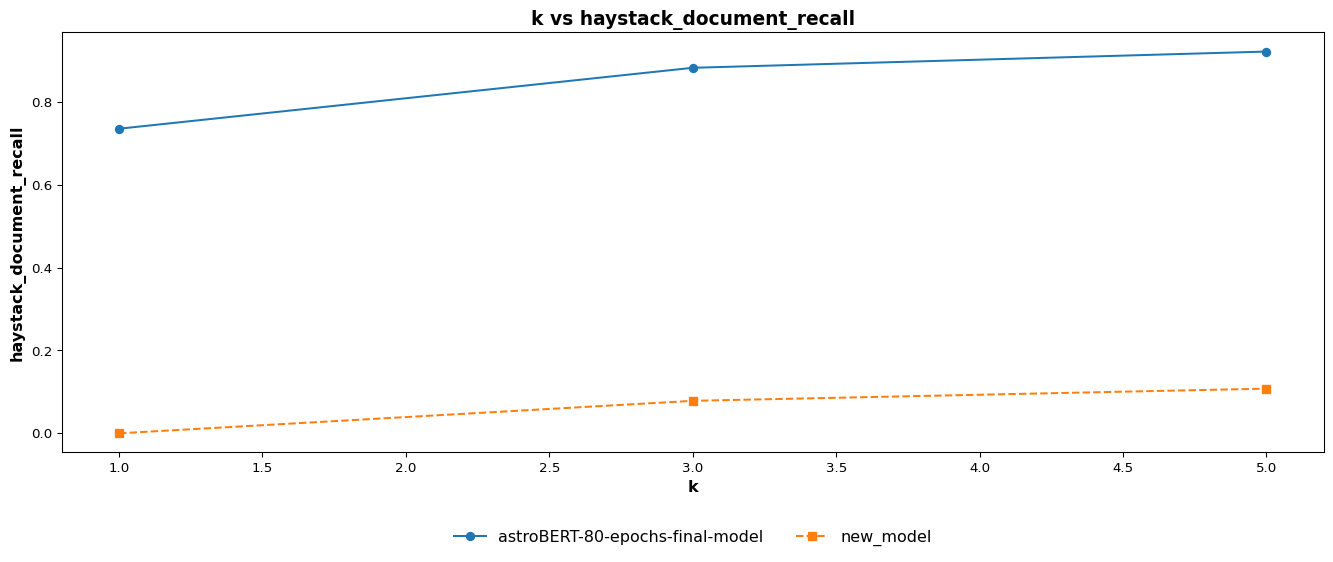 k vs haystack_document_recall
haystack_document_recall
0.8
0.6
0.4
0.2
0.0
1.0 1.5 2.0 2.5 3.0 3.5 4.0 4.5 5.0
k
astroBERT-80-epochs-final-model new_model